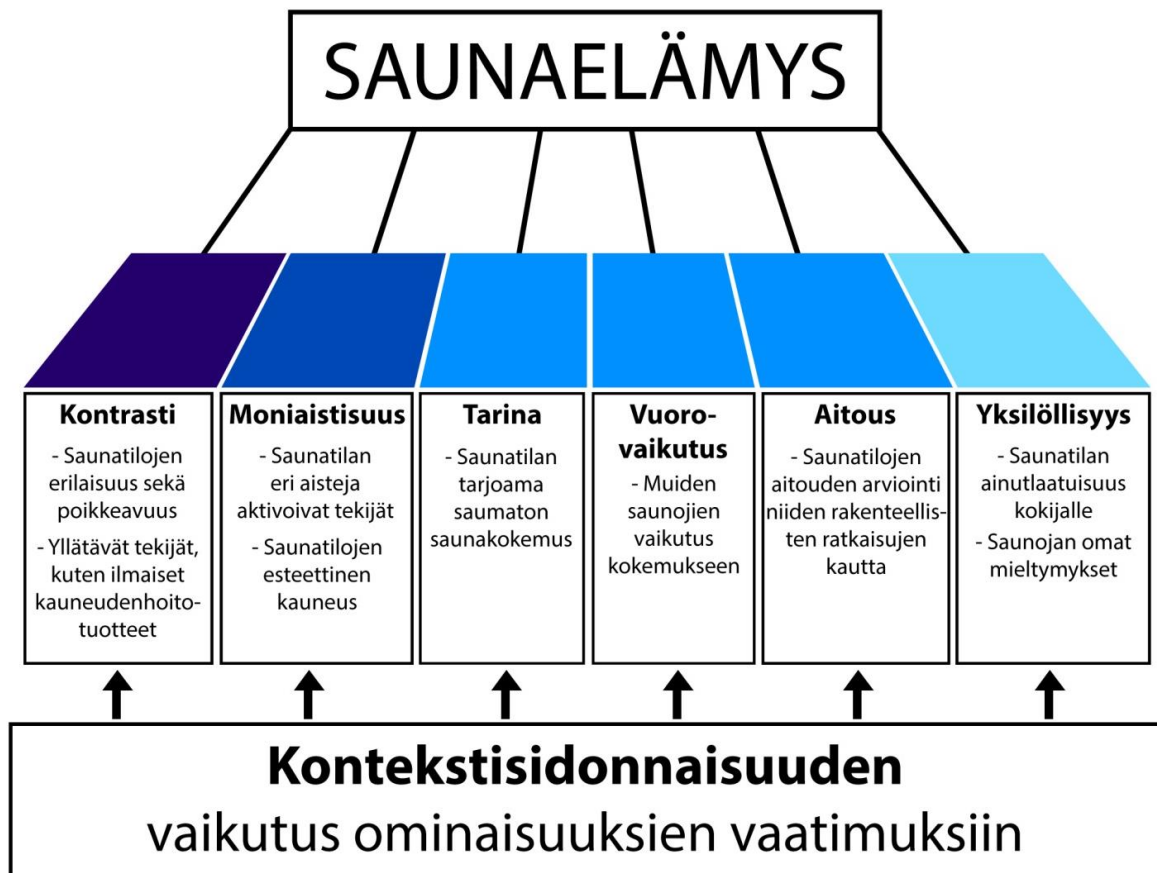 SAUNAELÄMYS
Kontrasti
- Saunatilojen
erilaisuus sekä
poikkeavuus
- Yllätävät tekijät,
kuten ilmaiset
kauneudenhoito-
tuotteet
Moniaistisuus
- Saunatilan
eri aisteja
aktivoivat tekijät
- Saunatilojen
esteettinen
kauneus
Tarina
- Saunatilan
tarjoama
saumaton
saunakokemus
Vuoro-
vaikutus
- Muiden
saunojien
vaikutus
kokemukseen
Aitous
- Saunatilojen
aitouden arviointi
niiden rakenteellis-
ten ratkaisujen
kautta
Yksilöllisyys
- Saunatilan
ainutlaatuisuus
kokijalle
- Saunojan omat
mieltymykset
Kontekstisidonnaisuuden
vaikutus ominaisuuksien vaatimuksiin